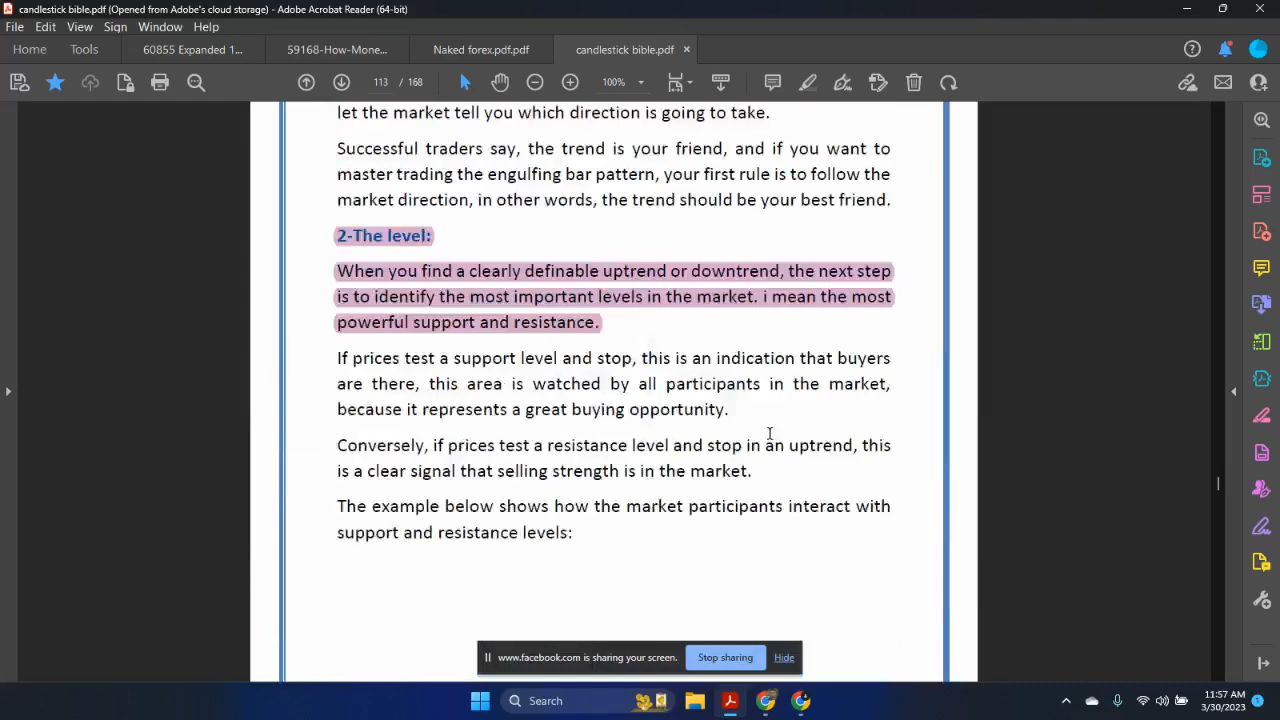 candlestick bible.pdf (Opened from Adobe's cloud storage) - Adobe Acrobat Reader (64-bit)
File Edit View Sign Window Help
Home Tools 60855 Expanded 1... 59168-How-Mone... Naked forex.pdf.pdf candlestick bible.pdf ×
113 / 168 100%
let the market tell you which direction is going to take.
Successful traders say, the trend is your friend, and if you want to
master trading the engulfing bar pattern, your first rule is to follow the
market direction, in other words, the trend should be your best friend.
2-The level:
When you find a clearly definable uptrend or downtrend, the next step
is to identify the most important levels in the market. i mean the most
powerful support and resistance.
If prices test a support level and stop, this is an indication that buyers
are there, this area is watched by all participants in the market,
because it represents a great buying opportunity.
Conversely, if prices test a resistance level and stop in an uptrend, this
is a clear signal that selling strength is in the market.
The example below shows how the market participants interact with
support and resistance levels:
www.facebook.com is sharing your screen. Stop sharing Hide
Search
11:57 AM
3/30/2023